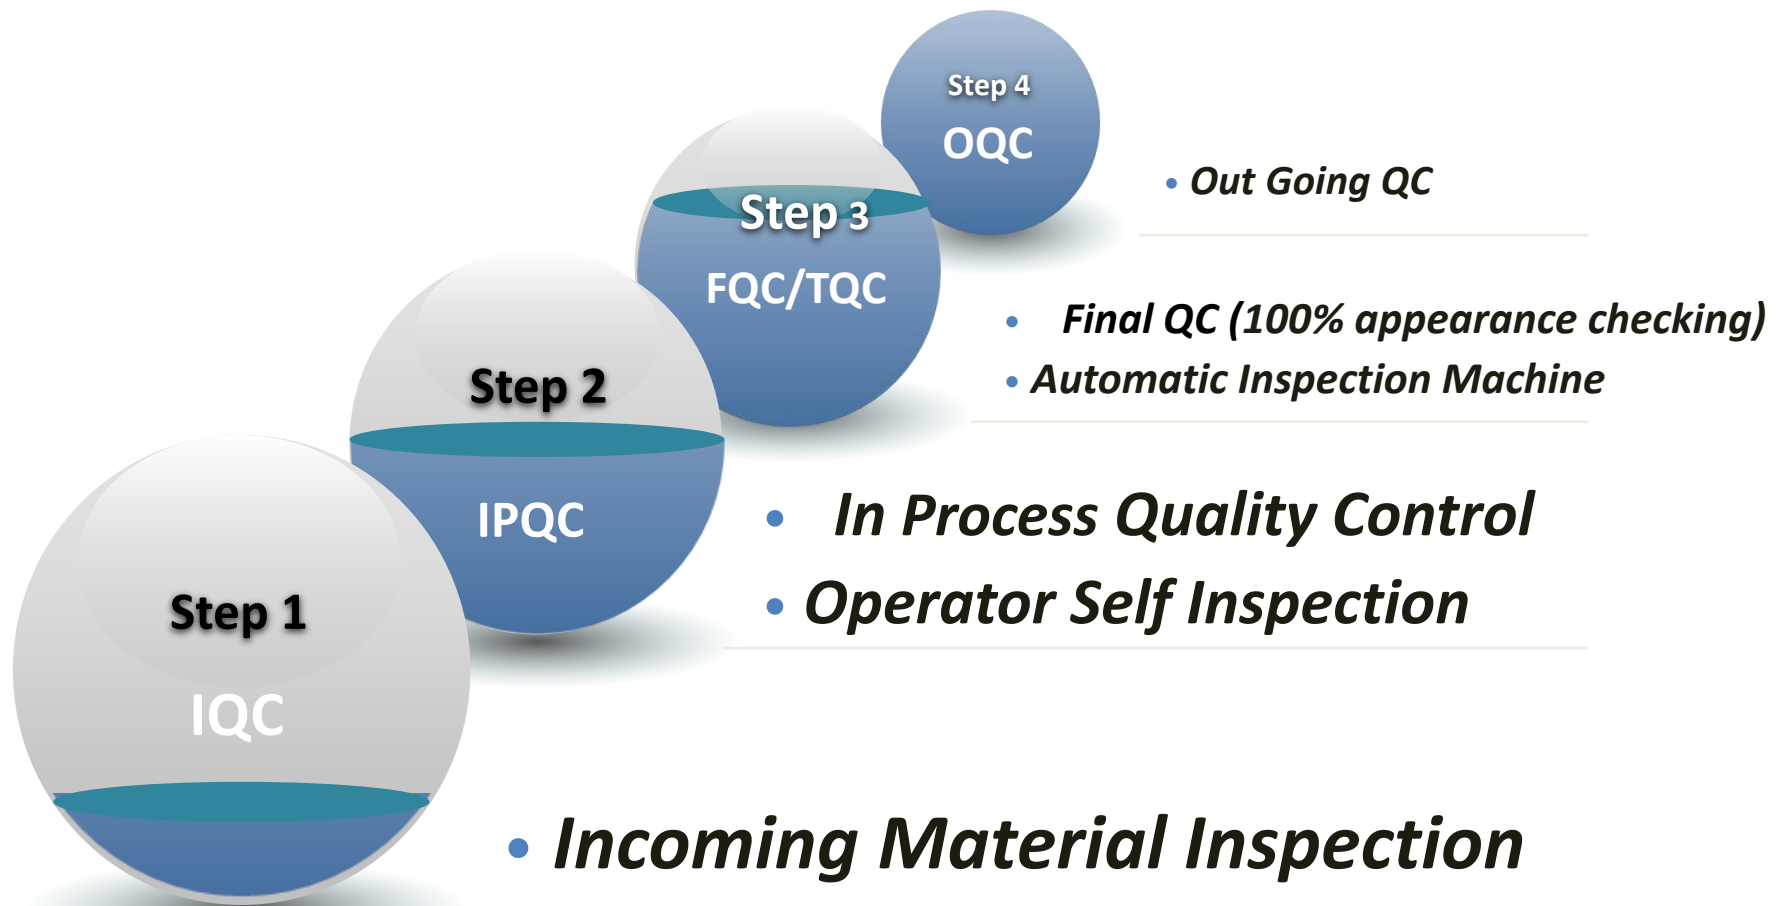 Step 4
OQC
• Out Going QC
Step 3
FQC/TQC
• Final QC (100% appearance checking)
• Automatic Inspection Machine
Step 2
IPQC
• In Process Quality Control
• Operator Self Inspection
Step 1
IQC
• Incoming Material Inspection